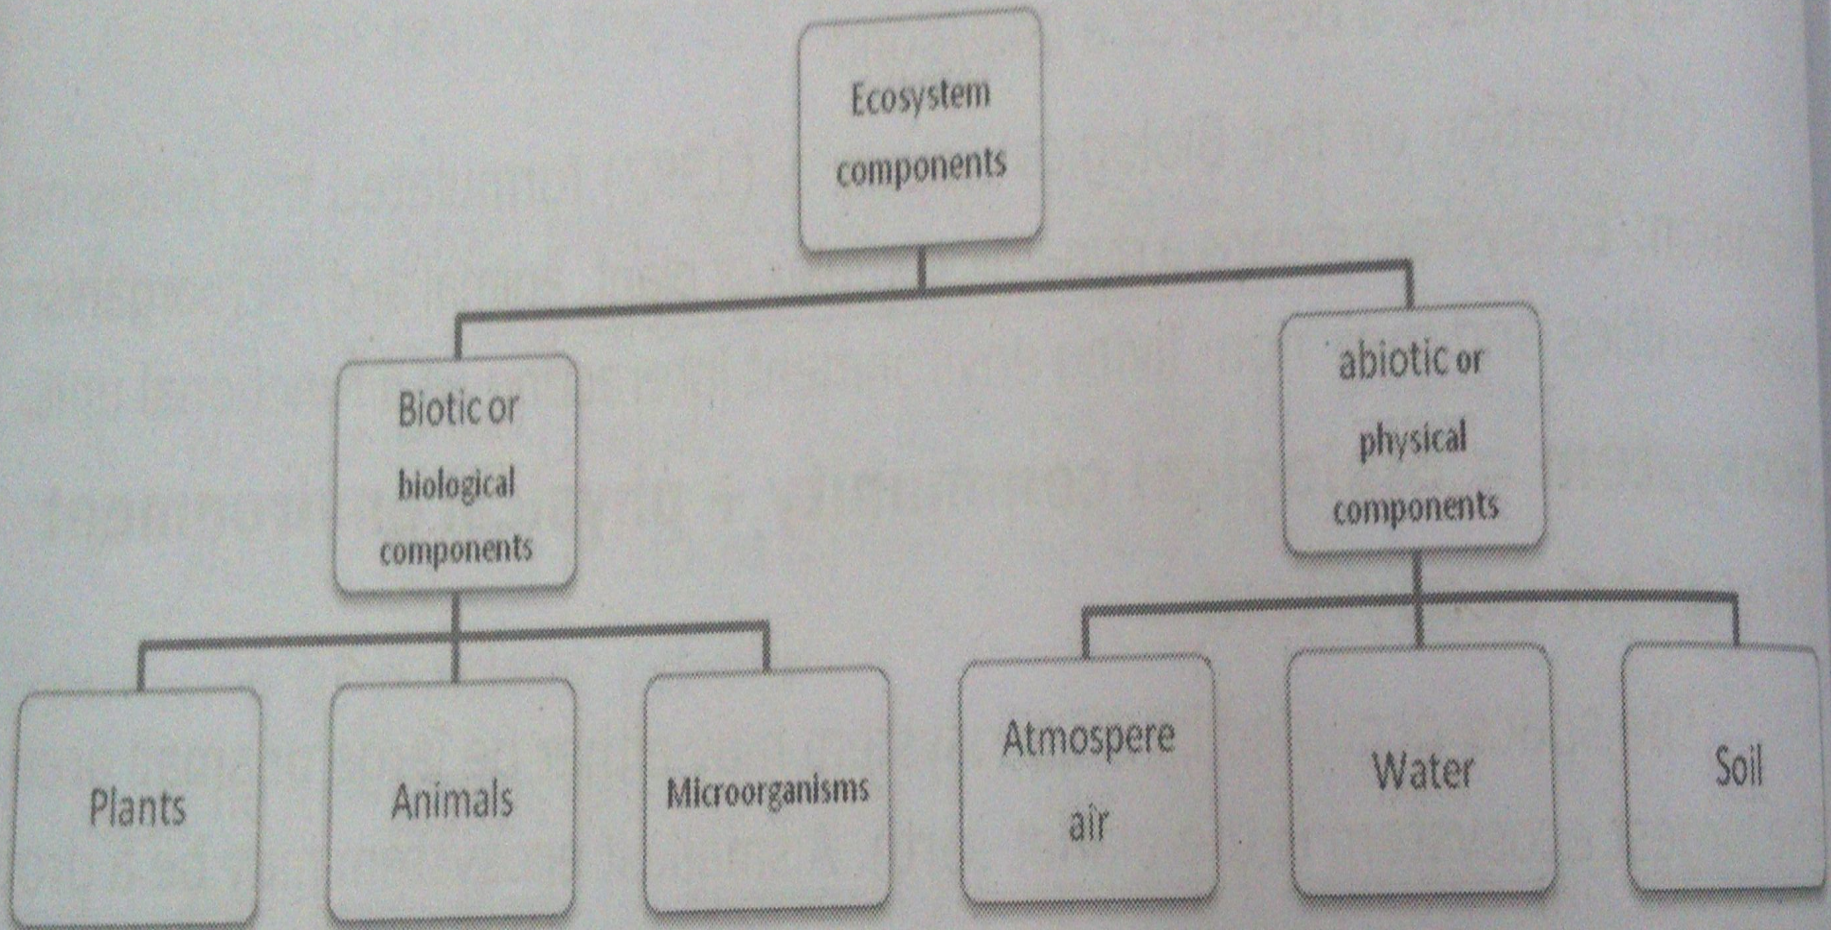 Ecosystem
components
Biotic or
biological
components
abiotic or
physical
components
Plants
Animals
Microorganisms
Atmospere
air
Water
Soil